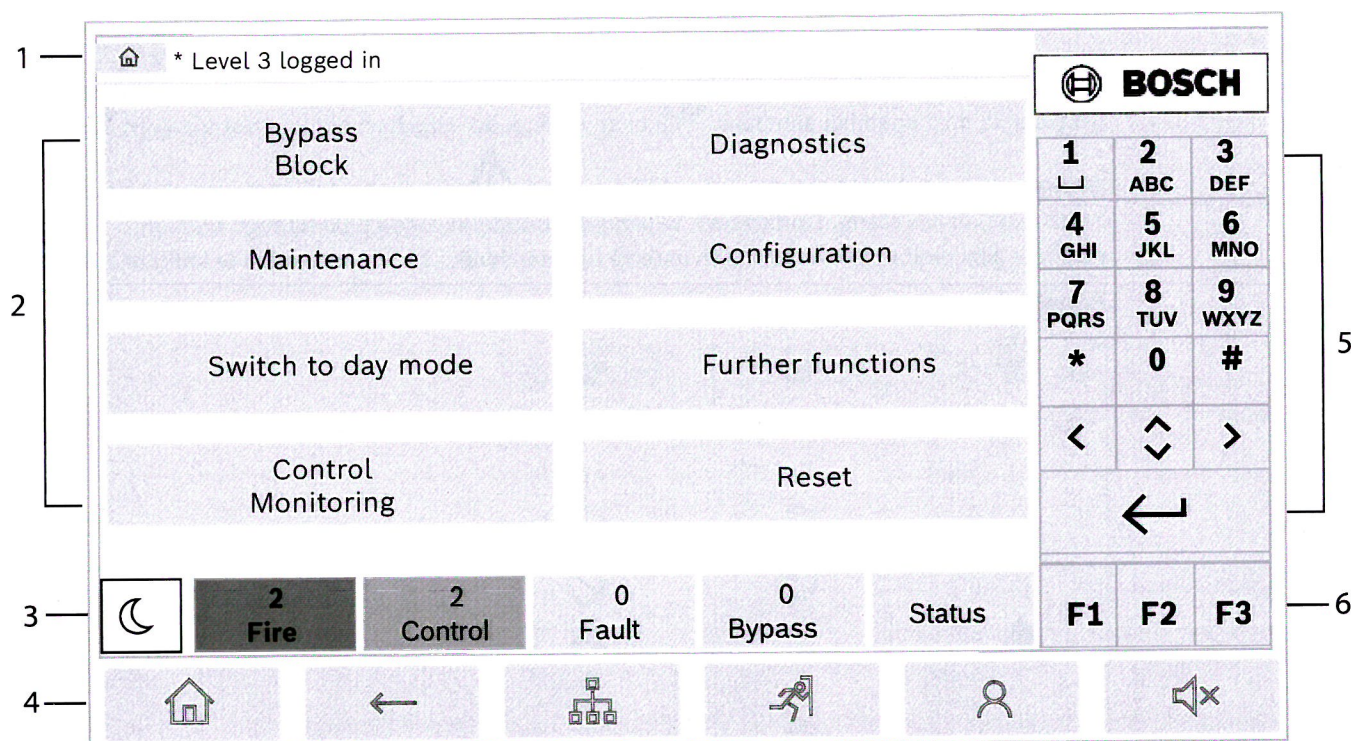 1
* Level 3 logged in
BOSCH
2
Bypass
Block
Diagnostics
Maintenance
Configuration
Switch to day mode
Further functions
Control
Monitoring
Reset
1 2 3
ABC DEF
4 5 6
GHI JKL MNO
7 8 9
PQRS TUV WXYZ
* 0 #
5
3
2
Fire
2
Control
0
Fault
0
Bypass
Status
F1 F2 F3
6
4